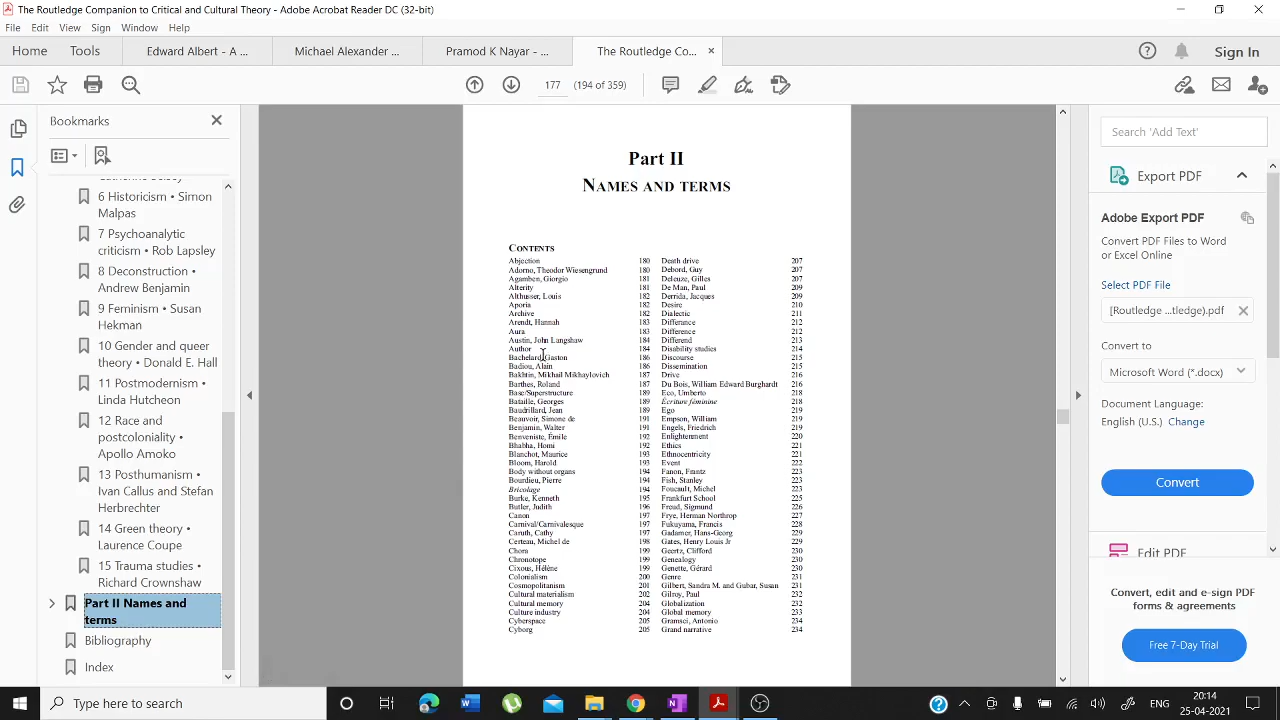 The Routledge Companion to Critical and Cultural Theory - Adobe Acrobat Reader DC (32-bit)
File Edit View Sign Window Help
Home Tools Edward Albert - A ... Michael Alexander ... Pramod K Nayar - ... The Routledge Co... Sign In
177 (194 of 359)
Bookmarks
6 Historicism • Simon
Malpas
7 Psychoanalytic
criticism • Rob Lapsley
8 Deconstruction •
Andrew Benjamin
9 Feminism • Susan
Hekman
10 Gender and queer
theory • Donald E. Hall
11 Postmodernism •
Linda Hutcheon
12 Race and
postcoloniality •
Apollo Amoko
13 Posthumanism •
Ivan Callus and Stefan
Herbrechter
14 Green theory •
Laurence Coupe
15 Trauma studies •
Richard Crownshaw
Part II Names and
terms
Bibliography
Index
Part II
NAMES AND TERMS
CONTENTS
Abjection 180
Adorno, Theodor Wiesengrund 180
Agamben, Giorgio 181
Alterity 181
Althusser, Louis 182
Aporia 182
Archive 182
Arendt, Hannah 183
Aura 183
Austin, John Langshaw 184
Author 184
Bachelard, Gaston 186
Badiou, Alain 186
Bakhtin, Mikhail Mikhaylovich 187
Barthes, Roland 187
Base/Superstructure 189
Bataille, Georges 189
Baudrillard, Jean 189
Beauvoir, Simone de 191
Benjamin, Walter 191
Benveniste, Émile 192
Bhabha, Homi 192
Blanchot, Maurice 193
Bloom, Harold 193
Body without organs 194
Bourdieu, Pierre 194
Bricolage 194
Burke, Kenneth 195
Butler, Judith 196
Canon 197
Carnival/Carnivalesque 197
Caruth, Cathy 197
Certeau, Michel de 198
Chora 199
Chronotope 199
Cixous, Hélène 199
Colonialism 200
Cosmopolitanism 201
Cultural materialism 202
Cultural memory 204
Culture industry 204
Cyberspace 205
Cyborg 205
Death drive 207
Debord, Guy 207
Deleuze, Gilles 207
De Man, Paul 209
Derrida, Jacques 209
Desire 210
Dialectic 211
Differance 212
Difference 212
Differend 213
Disability studies 214
Discourse 215
Dissemination 215
Drive 216
Du Bois, William Edward Burghardt 216
Eco, Umberto 218
Écriture féminine 218
Ego 219
Empson, William 219
Engels, Friedrich 219
Enlightenment 220
Ethics 221
Ethnocentricity 221
Event 222
Fanon, Frantz 223
Fish, Stanley 223
Foucault, Michel 223
Frankfurt School 225
Freud, Sigmund 226
Frye, Herman Northrop 227
Fukuyama, Francis 228
Gadamer, Hans-Georg 229
Gates, Henry Louis Jr 229
Geertz, Clifford 230
Genealogy 230
Genette, Gérard 230
Genre 231
Gilbert, Sandra M. and Gubar, Susan 231
Gilroy, Paul 232
Globalization 232
Global memory 233
Gramsci, Antonio 234
Grand narrative 234
Search 'Add Text'
Export PDF
Adobe Export PDF
Convert PDF Files to Word
or Excel Online
Select PDF File
[Routledge ...tledge).pdf
Convert to
Microsoft Word (*.docx)
Document Language:
English (U.S.) Change
Convert
Edit PDF
Convert, edit and e-sign PDF
forms & agreements
Free 7-Day Trial
Type here to search
ENG
20:14
25-04-2021